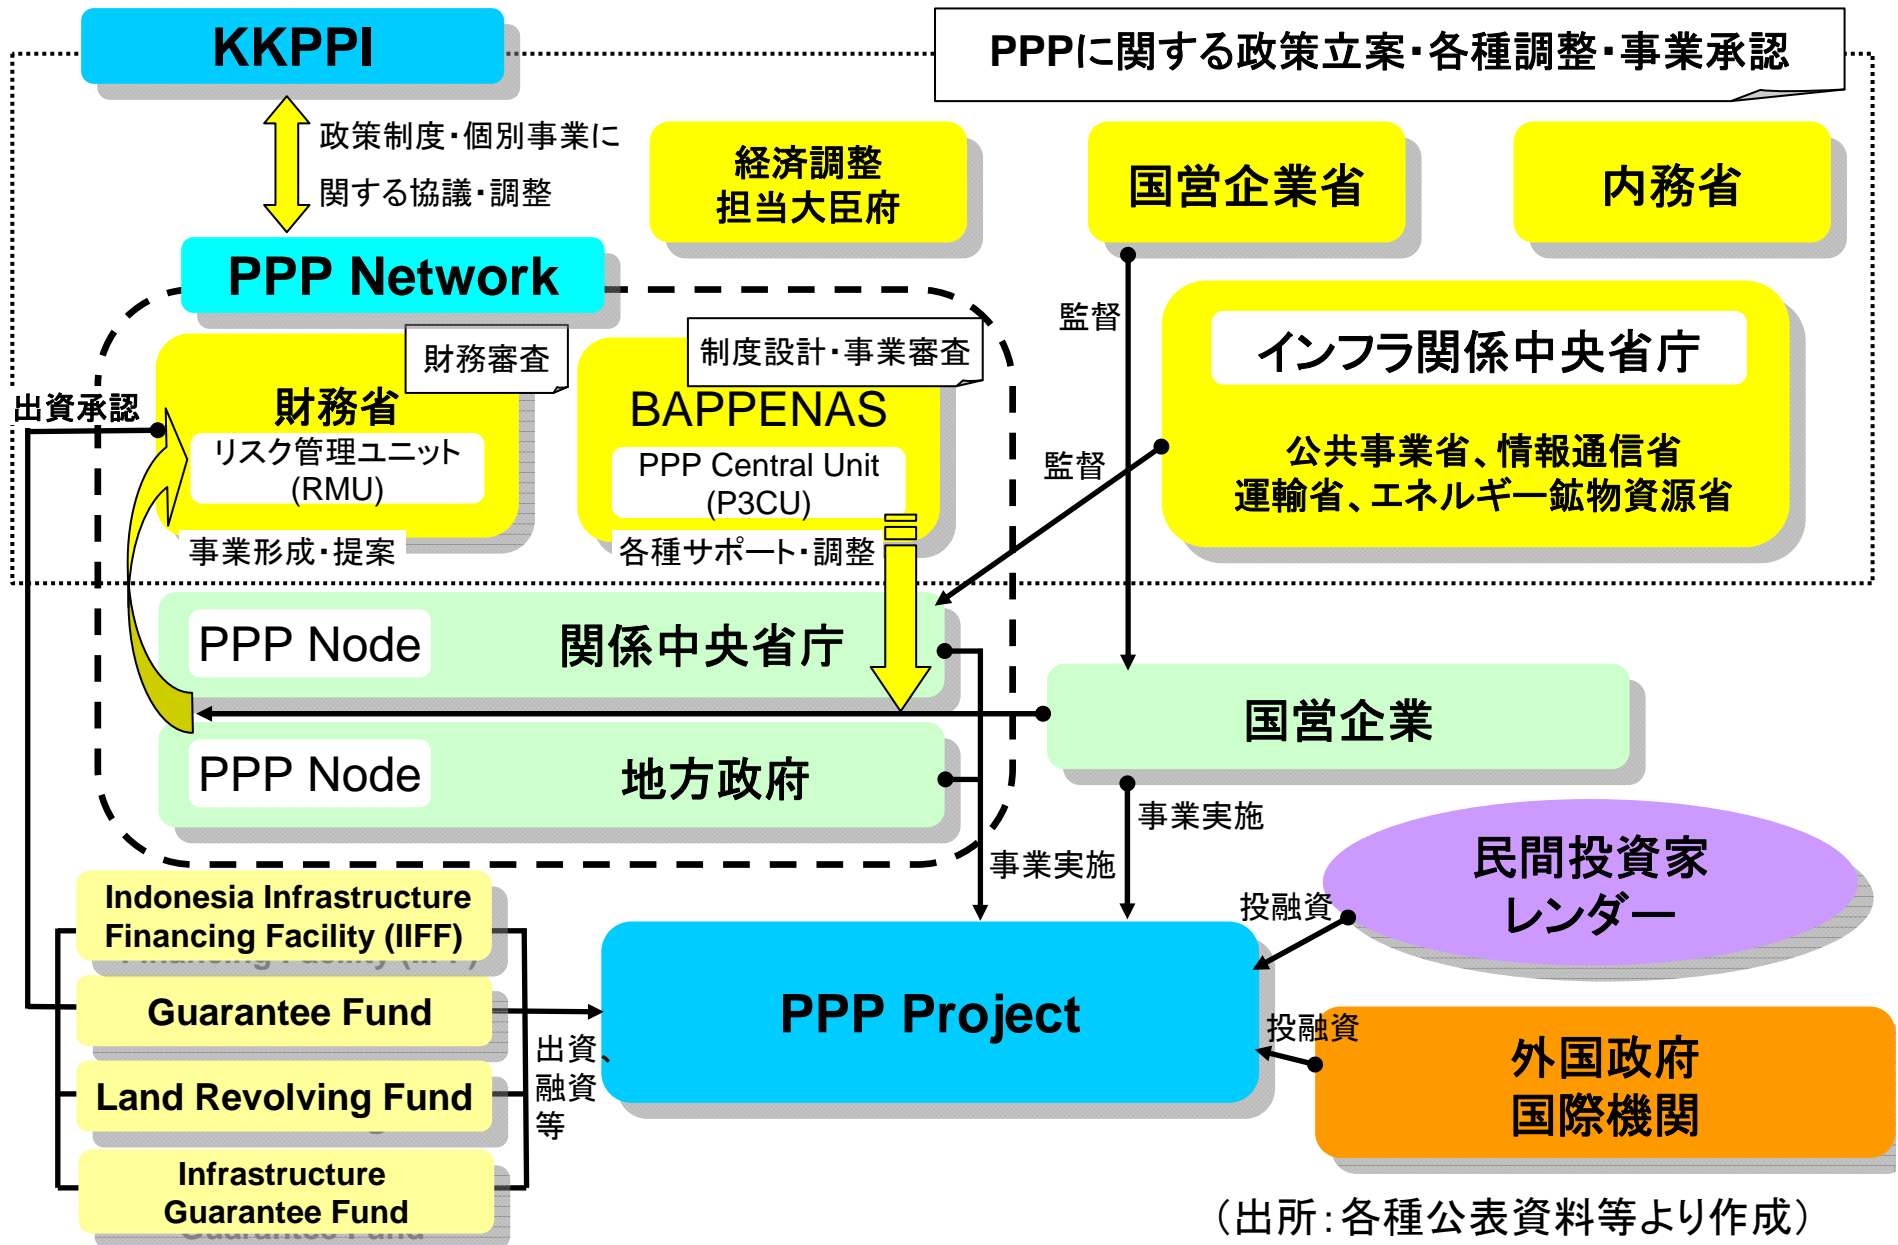 KKPPI
PPPに関する政策立案・各種調整・事業承認
政策制度・個別事業に
関する協議・調整
経済調整
担当大臣府
国営企業省
内務省
PPP Network
監督
財務審査
制度設計・事業審査
インフラ関係中央省庁
出資承認
財務省
BAPPENAS
リスク管理ユニット
(RMU)
PPP Central Unit
(P3CU)
監督
公共事業省、情報通信省
運輸省、エネルギー鉱物資源省
事業形成・提案
各種サポート・調整
PPP Node
関係中央省庁
国営企業
PPP Node
地方政府
事業実施
事業実施
民間投資家
レンダー
投融資
Indonesia Infrastructure
Financing Facility (IIFF)
Guarantee Fund
Land Revolving Fund
Infrastructure
Guarantee Fund
出資、
融資
等
PPP Project
投融資
外国政府
国際機関
（出所：各種公表資料等より作成）